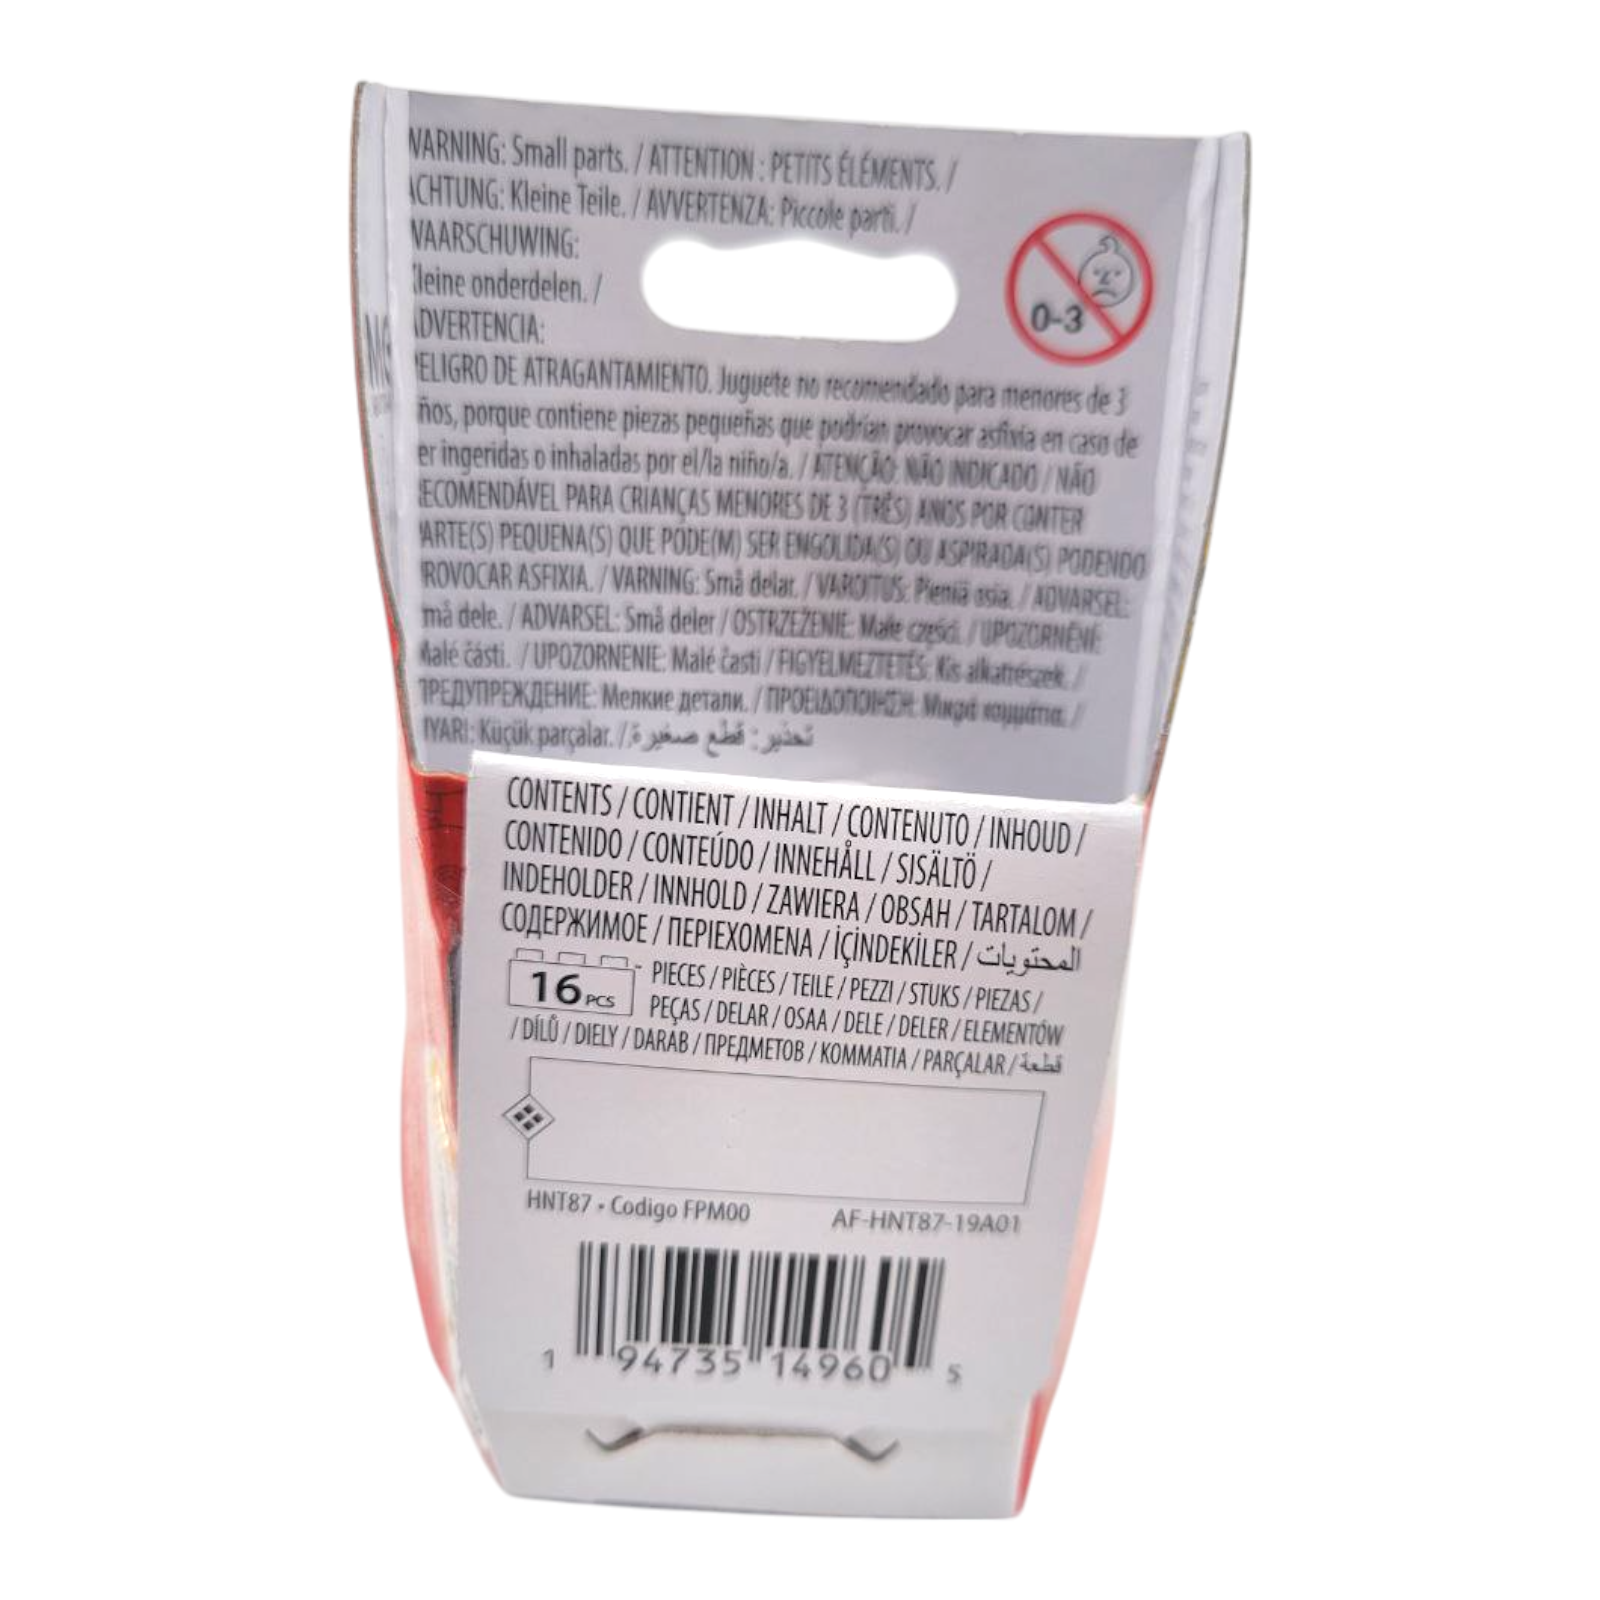 WARNING: Small parts. / ATTENTION : PETITS ÉLÉMENTS. /
ACHTUNG: Kleine Teile. / AVVERTENZA: Piccole parti. /
WAARSCHUWING:
Kleine onderdelen. /
ADVERTENCIA:
PELIGRO DE ATRAGANTAMIENTO. Juguete no recomendado para menores de 3
ños, porque contiene piezas pequeñas que podrían provocar asfixia en caso de
er ingeridas o inhaladas por el/la niño/a. / ATENÇÃO: NÃO INDICADO / NÃO
RECOMENDÁVEL PARA CRIANÇAS MENORES DE 3 (TRÊS) ANOS POR CONTER
PARTE(S) PEQUENA(S) QUE PODE(M) SER ENGOLIDA(S) OU ASPIRADA(S) PODENDO
PROVOCAR ASFIXIA. / VARNING: Små delar. / VAROITUS: Pieniä osia. / ADVARSEL:
må dele. / ADVARSEL: Små deler / OSTRZEŻENIE: Małe części. / UPOZORNĚNÍ:
Malé části. / UPOZORNENIE: Malé časti / FIGYELMEZTETÉS: Kis alkatrészek. /
ПРЕДУПРЕЖДЕНИЕ: Мелкие детали. / ΠΡΟΕΙΔΟΠΟΙΗΣΗ: Μικρά κομμάτια. /
UYARI: Küçük parçalar. / تحذير: قطع صغيرة.
0-3
CONTENTS / CONTIENT / INHALT / CONTENUTO / INHOUD /
CONTENIDO / CONTEÚDO / INNEHÅLL / SISÄLTÖ /
INDEHOLDER / INNHOLD / ZAWIERA / OBSAH / TARTALOM /
СОДЕРЖИМОЕ / ΠΕΡΙΕΧΟΜΕΝΑ / İÇİNDEKİLER / المحتويات
16 PCS
PIECES / PIÈCES / TEILE / PEZZI / STUKS / PIEZAS /
PEÇAS / DELAR / OSAA / DELE / DELER / ELEMENTÓW
/ DÍLŮ / DIELY / DARAB / ПРЕДМЕТОВ / ΚΟΜΜΑΤΙΑ / PARÇALAR / قطعة
HNT87 • Codigo FPM00 AF-HNT87-19A01
1 94735 14960 5